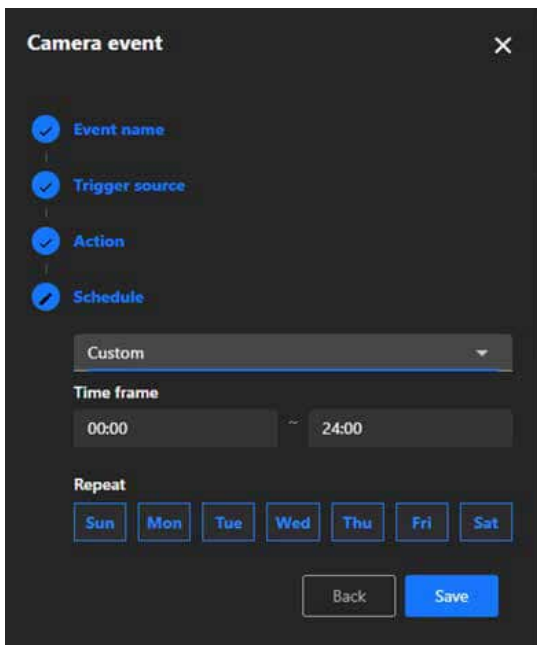 Camera event
Event name
Trigger source
Action
Schedule
Custom
Time frame
00:00 ~ 24:00
Repeat
Sun Mon Tue Wed Thu Fri Sat
Back Save